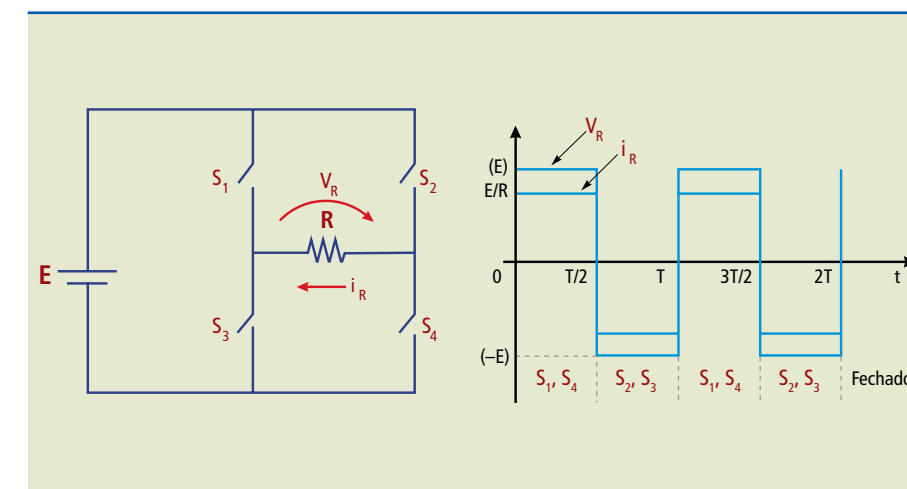 S1
S2
VR
R
iR
E
S3
S4
VR
iR
(E)
E/R
0
T/2
T
3T/2
2T
t
(–E)
S1, S4
S2, S3
S1, S4
S2, S3
Fechado